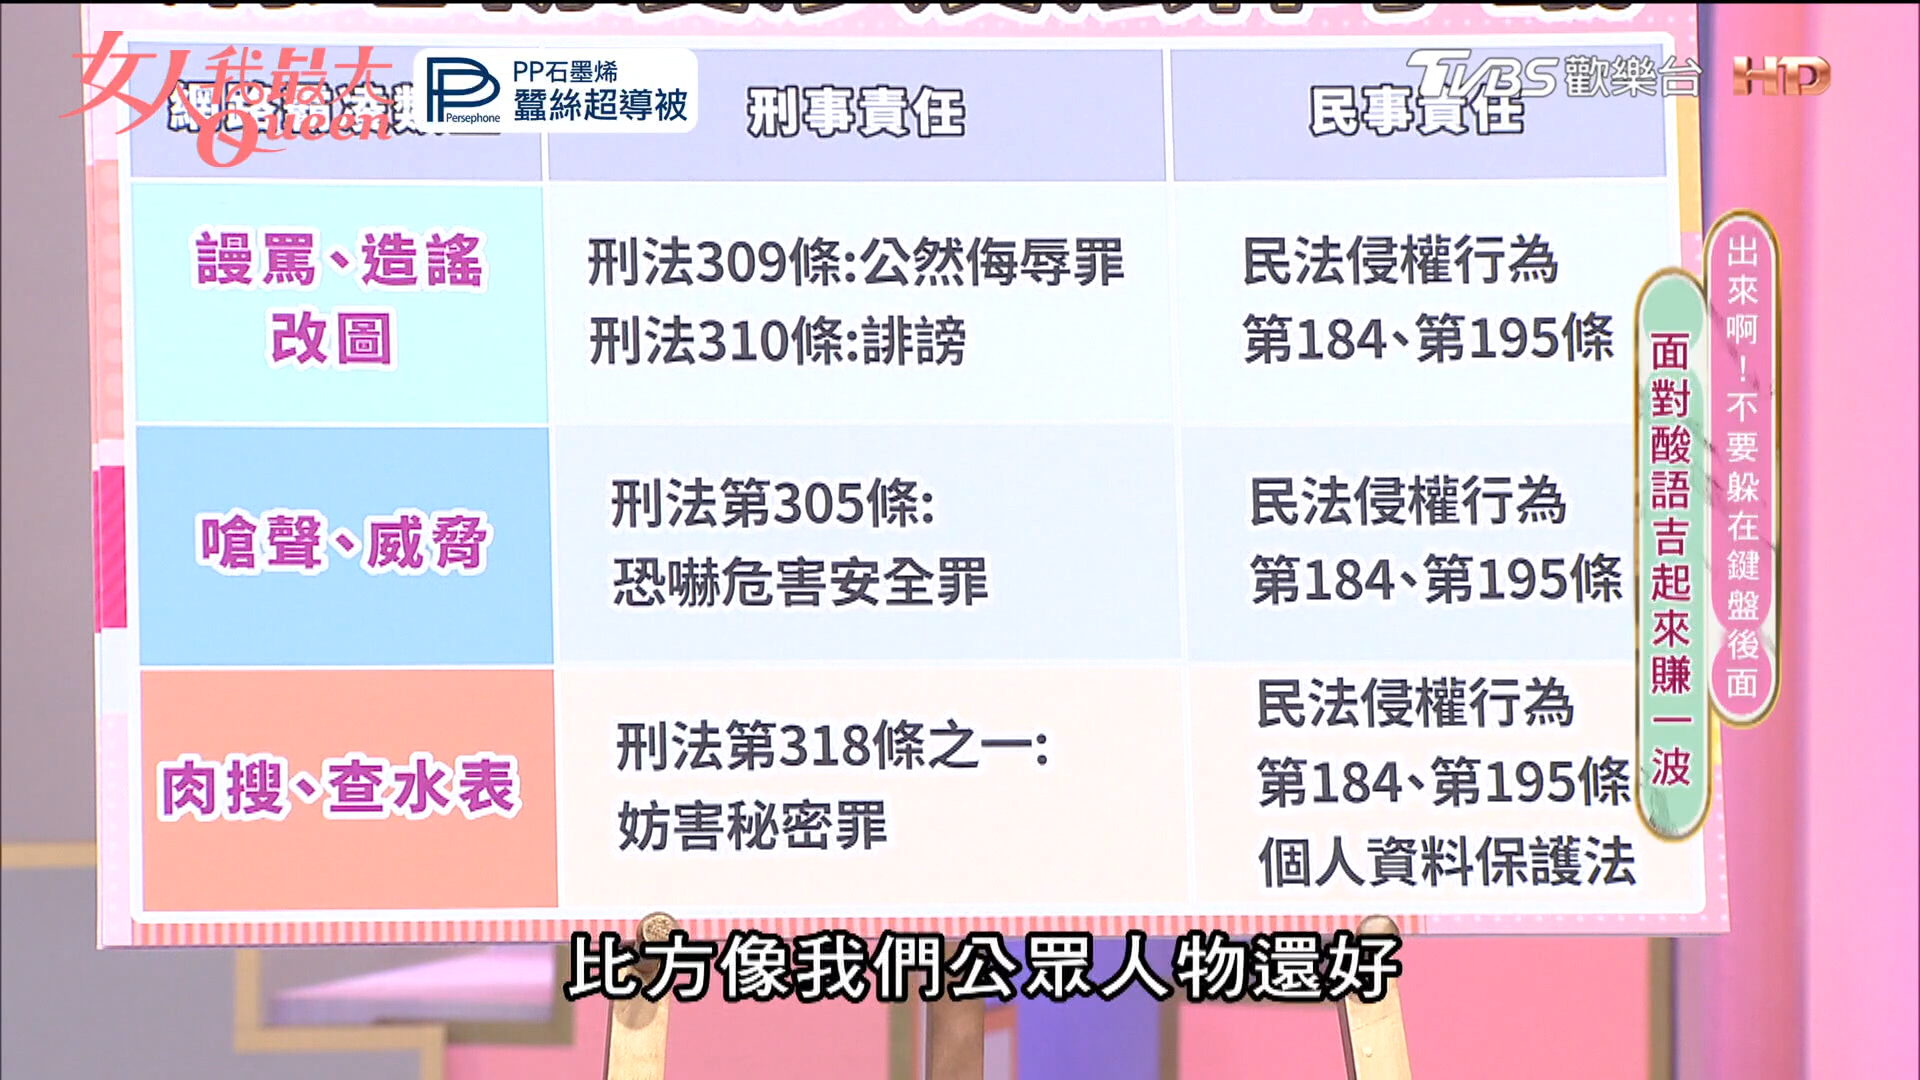 女人我最大
Queen
PP石墨烯
蠶絲超導被
Persephone
TVBS歡樂台
HD
刑事責任
民事責任
謾罵、造謠
改圖
刑法309條:公然侮辱罪
刑法310條:誹謗
民法侵權行為
第184、第195條
嗆聲、威脅
刑法第305條:
恐嚇危害安全罪
民法侵權行為
第184、第195條
肉搜、查水表
刑法第318條之一:
妨害秘密罪
民法侵權行為
第184、第195條
個人資料保護法
出來啊!不要躲在鍵盤後面
面對酸語吉起來賺一波
比方像我們公眾人物還好